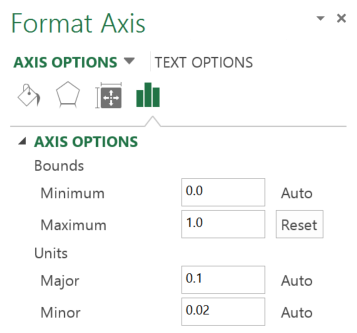 Format Axis
AXIS OPTIONS TEXT OPTIONS
AXIS OPTIONS
Bounds
Minimum 0.0 Auto
Maximum 1.0 Reset
Units
Major 0.1 Auto
Minor 0.02 Auto